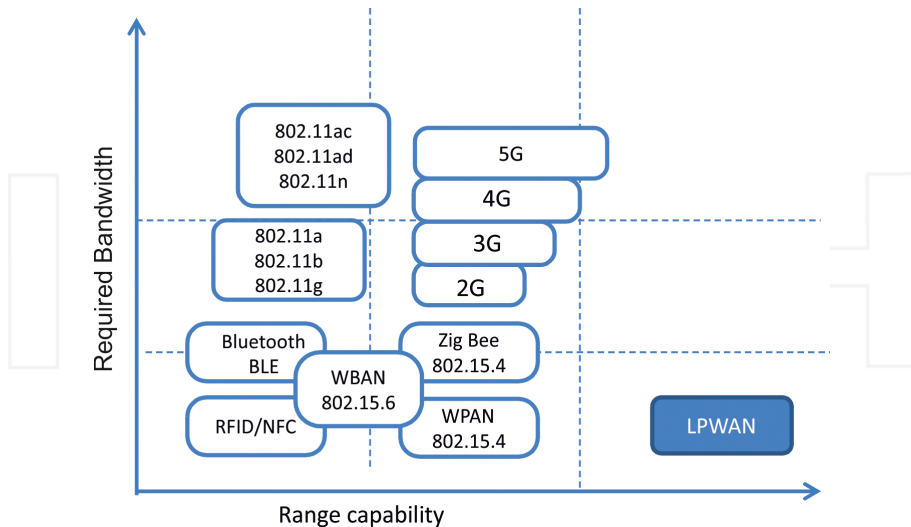 Required Bandwidth
802.11ac
802.11ad
802.11n
5G
4G
802.11a
802.11b
802.11g
3G
2G
Bluetooth
BLE
Zig Bee
802.15.4
WBAN
802.15.6
RFID/NFC
WPAN
802.15.4
LPWAN
Range capability